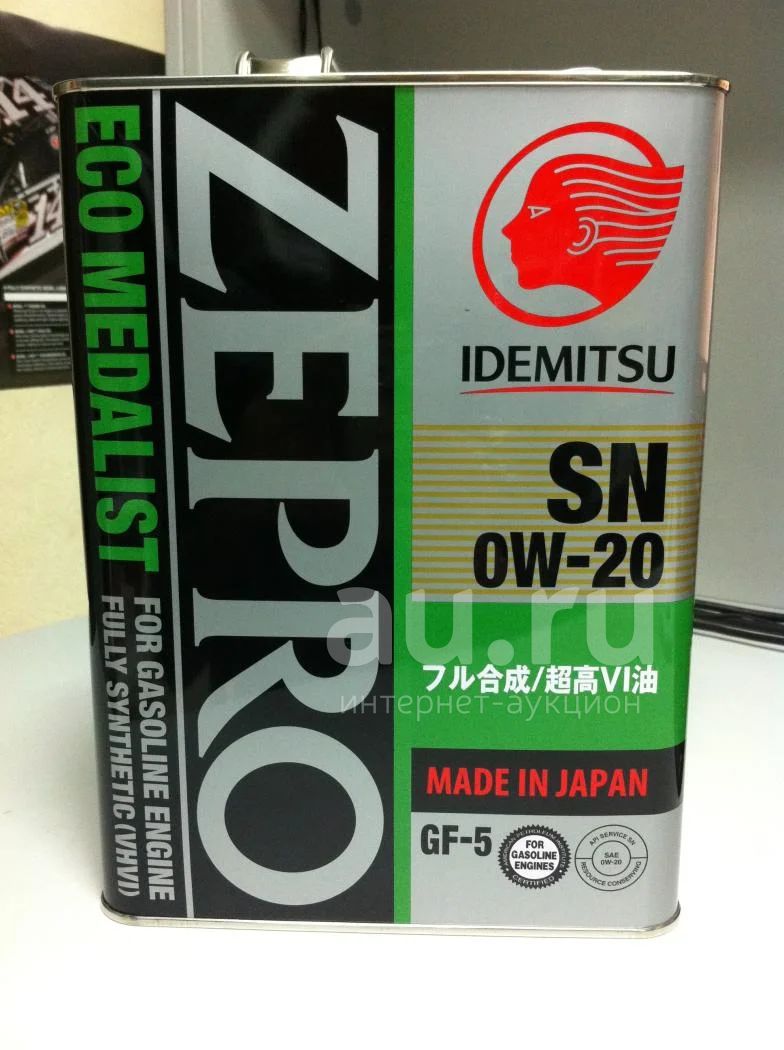 ECO MEDALIST
FOR GASOLINE ENGINE
FULLY SYNTHETIC (VHVI)
ZEPRO
IDEMITSU
SN
0W-20
フル合成/超高VI油
MADE IN JAPAN
GF-5
FOR
GASOLINE
ENGINES
CERTIFIED
API SERVICE SN
SAE
0W-20
RESOURCE CONSERVING
au.ru
интернет-аукцион
14
14